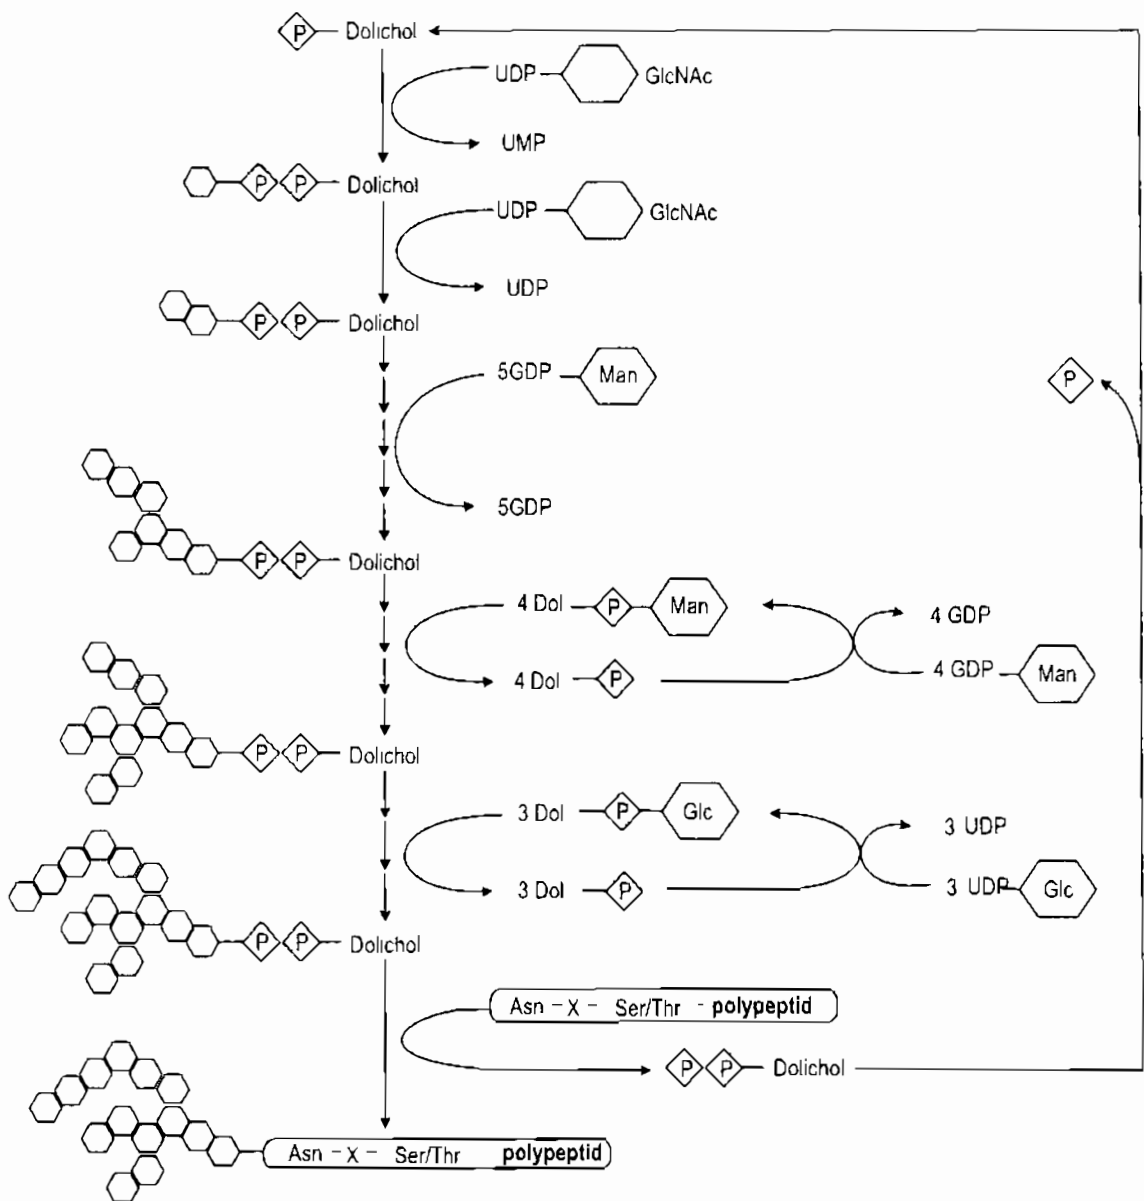 P Dolichol
UDP GlcNAc
UMP
P P Dolichol
UDP GlcNAc
UDP
P P Dolichol
5GDP Man
P
5GDP
P P Dolichol
4 Dol P Man
4 GDP
4 Dol P
4 GDP Man
P P Dolichol
3 Dol P Glc
3 UDP
3 Dol P
3 UDP Glc
P P Dolichol
Asn - X - Ser/Thr - polypeptid
P P Dolichol
Asn - X - Ser/Thr polypeptid